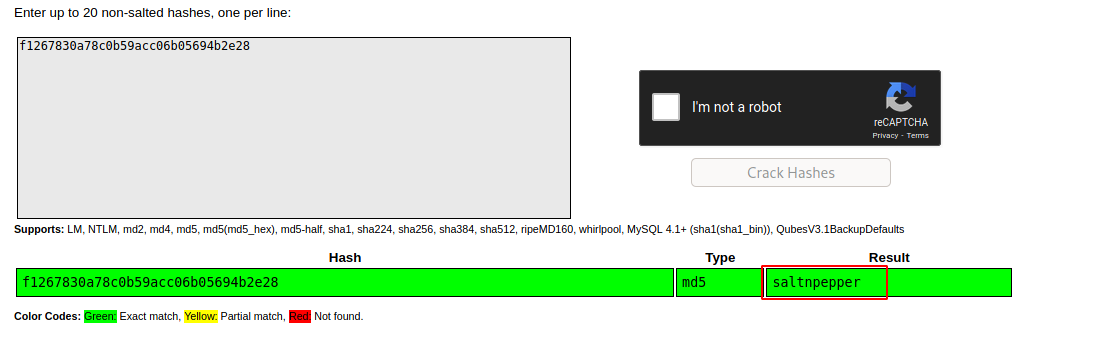 Enter up to 20 non-salted hashes, one per line:
f1267830a78c0b59acc06b05694b2e28
I'm not a robot
reCAPTCHA
Privacy - Terms
Crack Hashes
Supports: LM, NTLM, md2, md4, md5, md5(md5_hex), md5-half, sha1, sha224, sha256, sha384, sha512, ripeMD160, whirlpool, MySQL 4.1+ (sha1(sha1_bin)), QubesV3.1BackupDefaults
Hash Type Result
f1267830a78c0b59acc06b05694b2e28 md5 saltnpepper
Color Codes: Green: Exact match, Yellow: Partial match, Red: Not found.